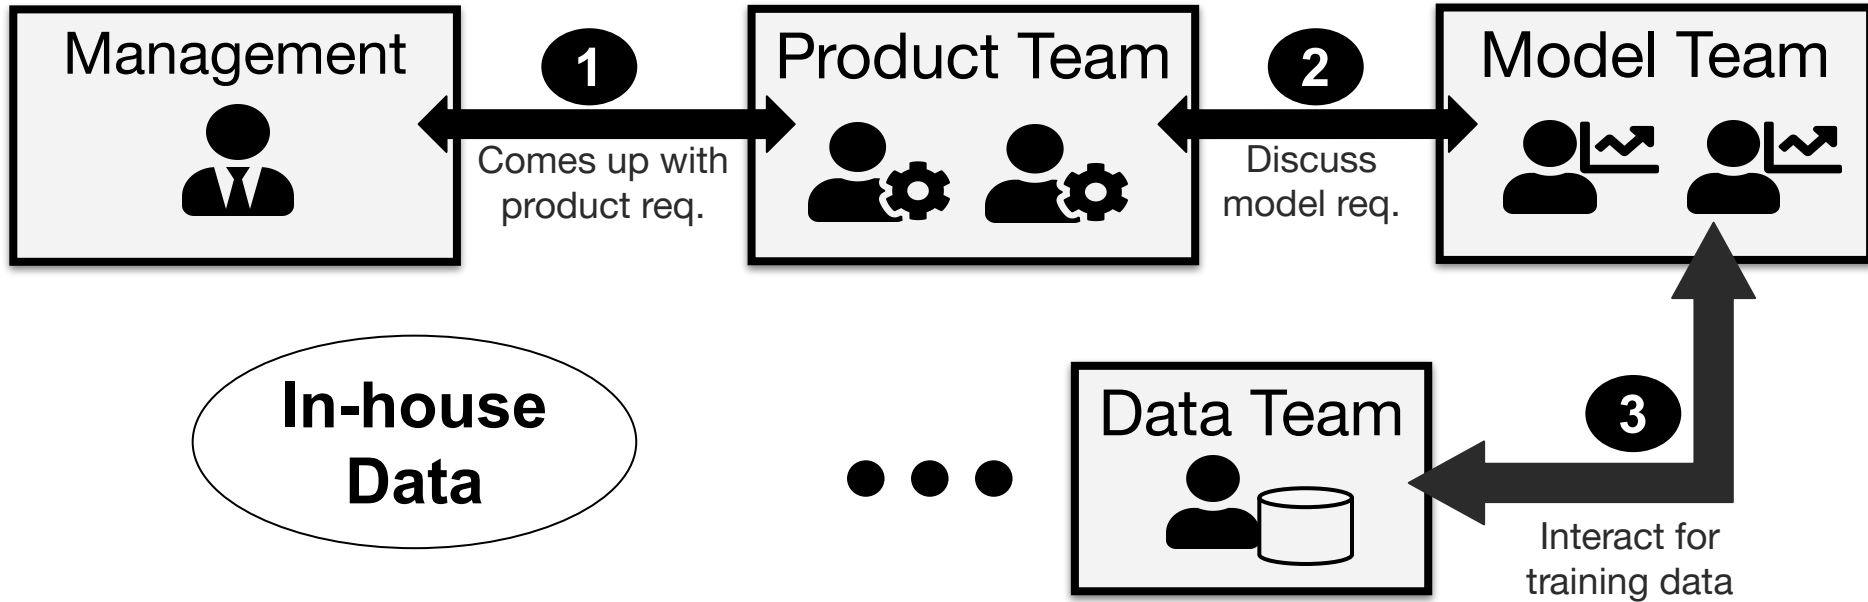 Management
1
Comes up with
product req.
Product Team
2
Discuss
model req.
Model Team
In-house
Data
Data Team
3
Interact for
training data